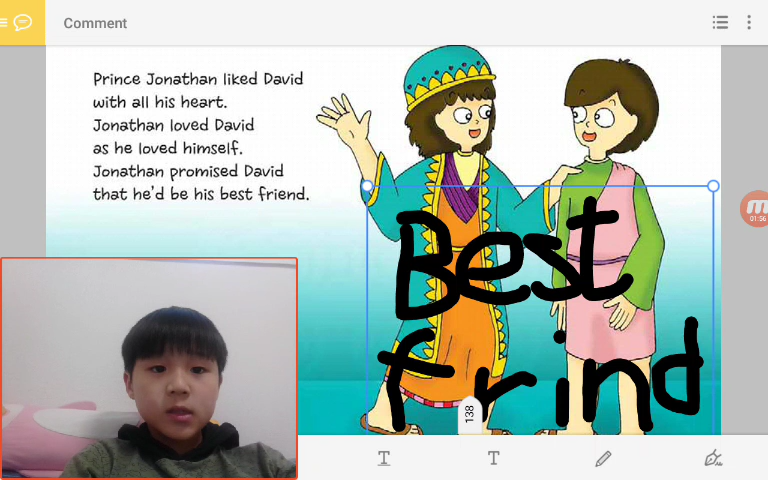 Comment
Prince Jonathan liked David
with all his heart.
Jonathan loved David
as he loved himself.
Jonathan promised David
that he'd be his best friend.
Best
frind
01:56
138
T T